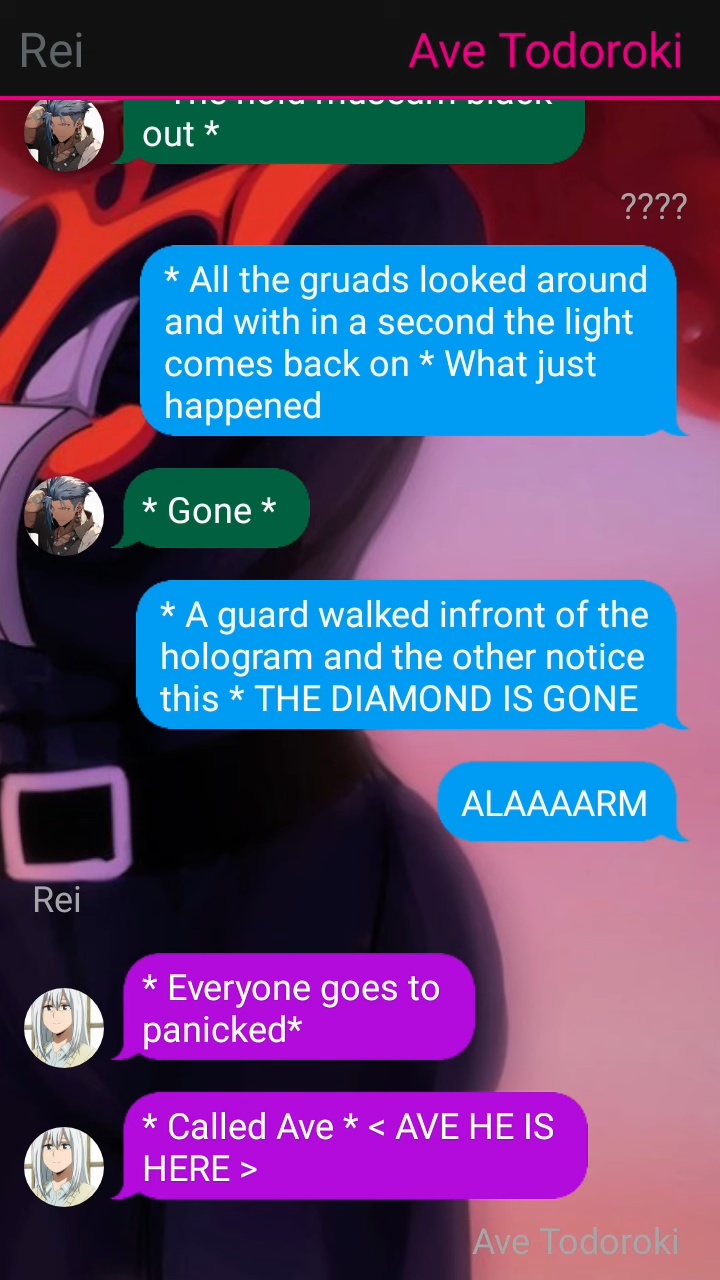 Rei
Ave Todoroki
out *
????
* All the gruads looked around
and with in a second the light
comes back on * What just
happened
* Gone *
* A guard walked infront of the
hologram and the other notice
this * THE DIAMOND IS GONE
ALAAAARM
Rei
* Everyone goes to
panicked*
* Called Ave * < AVE HE IS
HERE >
Ave Todoroki